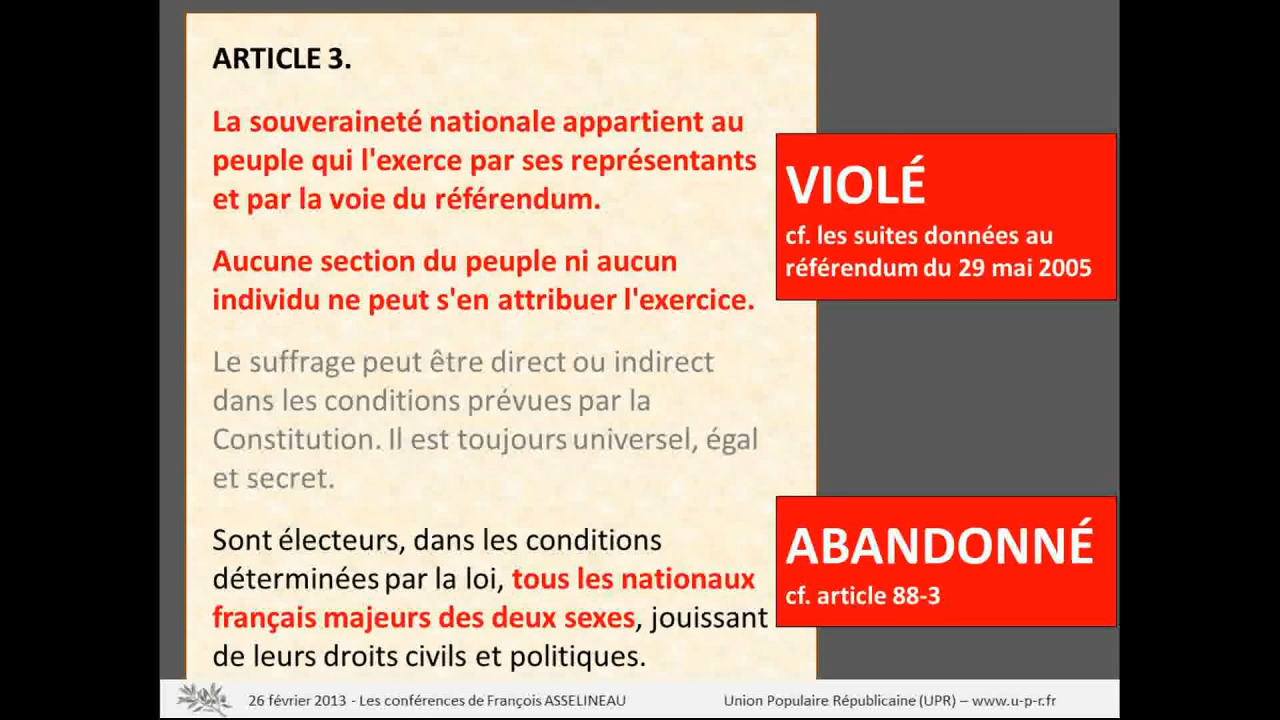 ARTICLE 3.
La souveraineté nationale appartient au
peuple qui l'exerce par ses représentants
et par la voie du référendum.
Aucune section du peuple ni aucun
individu ne peut s'en attribuer l'exercice.
VIOLÉ
cf. les suites données au
référendum du 29 mai 2005
Le suffrage peut être direct ou indirect
dans les conditions prévues par la
Constitution. Il est toujours universel, égal
et secret.
Sont électeurs, dans les conditions
déterminées par la loi, tous les nationaux
français majeurs des deux sexes, jouissant
de leurs droits civils et politiques.
ABANDONNÉ
cf. article 88-3
26 février 2013 - Les conférences de François ASSELINEAU
Union Populaire Républicaine (UPR) – www.u-p-r.fr